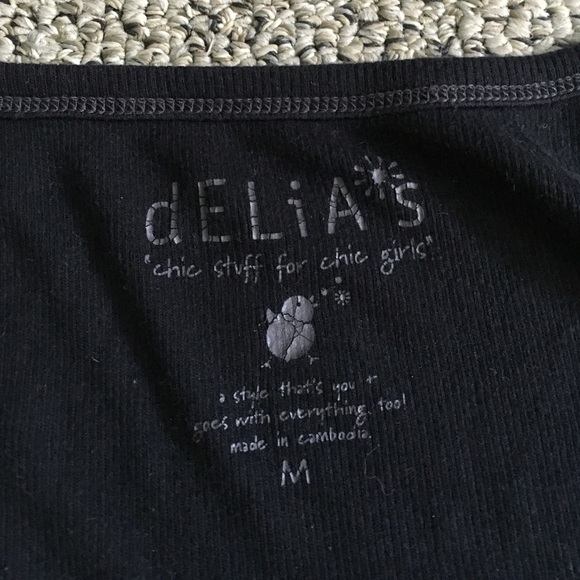 dELiA*s
"chic stuff for chic girls"
a style that's you +
goes with everything, too!
made in cambodia.
M